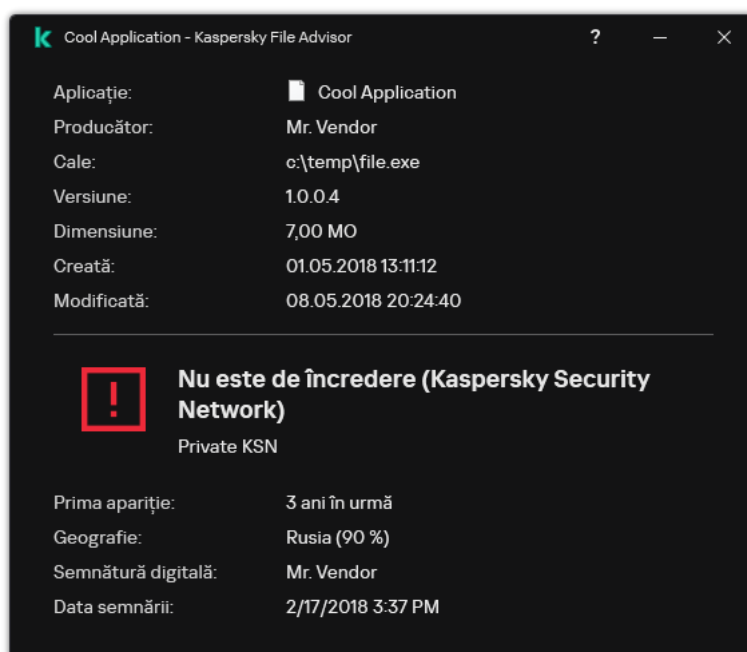 Cool Application - Kaspersky File Advisor ? — ×
Aplicație: Cool Application
Producător: Mr. Vendor
Cale: c:\temp\file.exe
Versiune: 1.0.0.4
Dimensiune: 7,00 MO
Creată: 01.05.2018 13:11:12
Modificată: 08.05.2018 20:24:40
Nu este de încredere (Kaspersky Security
Network)
Private KSN
Prima apariție: 3 ani în urmă
Geografie: Rusia (90 %)
Semnătură digitală: Mr. Vendor
Data semnării: 2/17/2018 3:37 PM